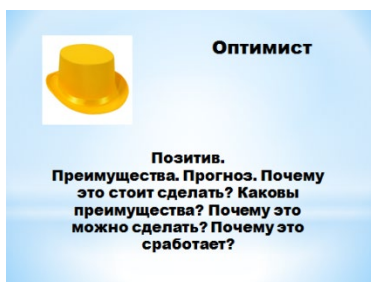 Оптимист
Позитив.
Преимущества. Прогноз. Почему
это стоит сделать? Каковы
преимущества? Почему это
можно сделать? Почему это
сработает?